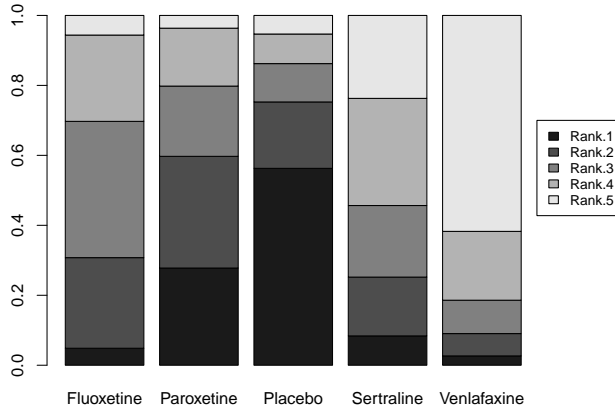 1.0
0.8
0.6
0.4
0.2
0.0
Rank.1
Rank.2
Rank.3
Rank.4
Rank.5
Fluoxetine Paroxetine Placebo Sertraline Venlafaxine